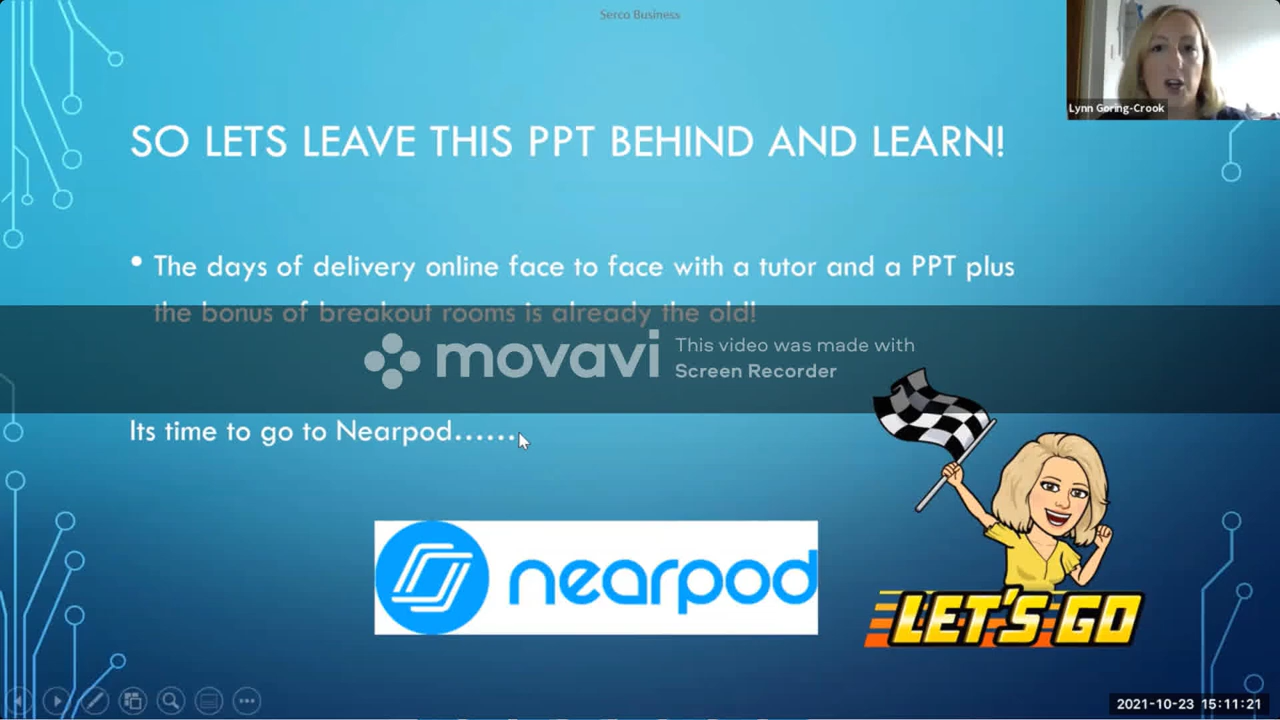 Serco Business
Lynn Goring-Crook
SO LETS LEAVE THIS PPT BEHIND AND LEARN!
• The days of delivery online face to face with a tutor and a PPT plus
the bonus of breakout rooms is already the old!
movavi
This video was made with
Screen Recorder
Its time to go to Nearpod......
nearpod
LET'S GO
2021-10-23 15:11:21